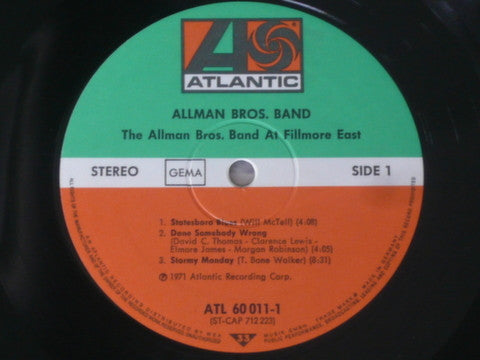 ATLANTIC
ALLMAN BROS. BAND
The Allman Bros. Band At Fillmore East
STEREO GEMA SIDE 1
1. Statesboro Blues (Will McTell) (4:08)
2. Done Somebody Wrong
(David C. Thomas - Clarence Lewis -
Elmore James - Morgan Robinson) (4:05)
3. Stormy Monday (T. Bone Walker) (8:31)
℗ 1971 Atlantic Recording Corp.
ATL 60 011-1
(ST-CAP 712 223)
33